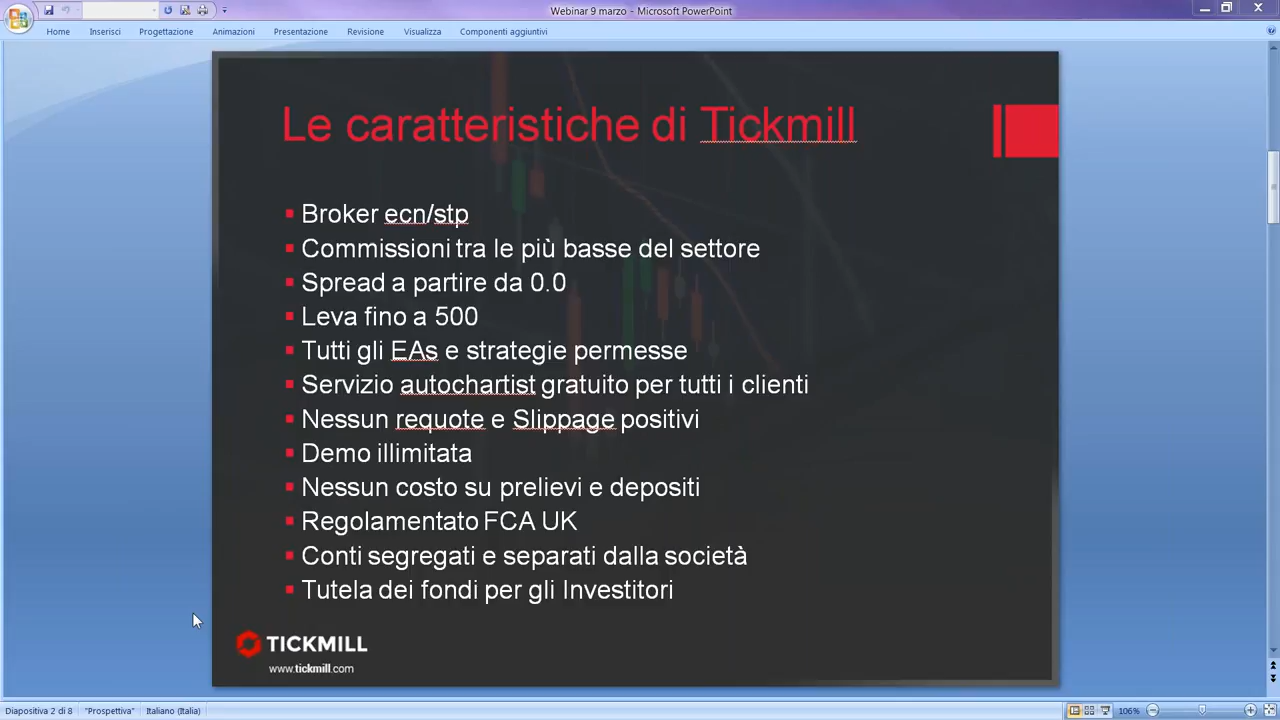 Webinar 9 marzo - Microsoft PowerPoint
Home Inserisci Progettazione Animazioni Presentazione Revisione Visualizza Componenti aggiuntivi
Le caratteristiche di Tickmill
Broker ecn/stp
Commissioni tra le più basse del settore
Spread a partire da 0.0
Leva fino a 500
Tutti gli EAs e strategie permesse
Servizio autochartist gratuito per tutti i clienti
Nessun requote e Slippage positivi
Demo illimitata
Nessun costo su prelievi e depositi
Regolamentato FCA UK
Conti segregati e separati dalla società
Tutela dei fondi per gli Investitori
TICKMILL
www.tickmill.com
Diapositiva 2 di 8 "Prospettiva" Italiano (Italia) 106%